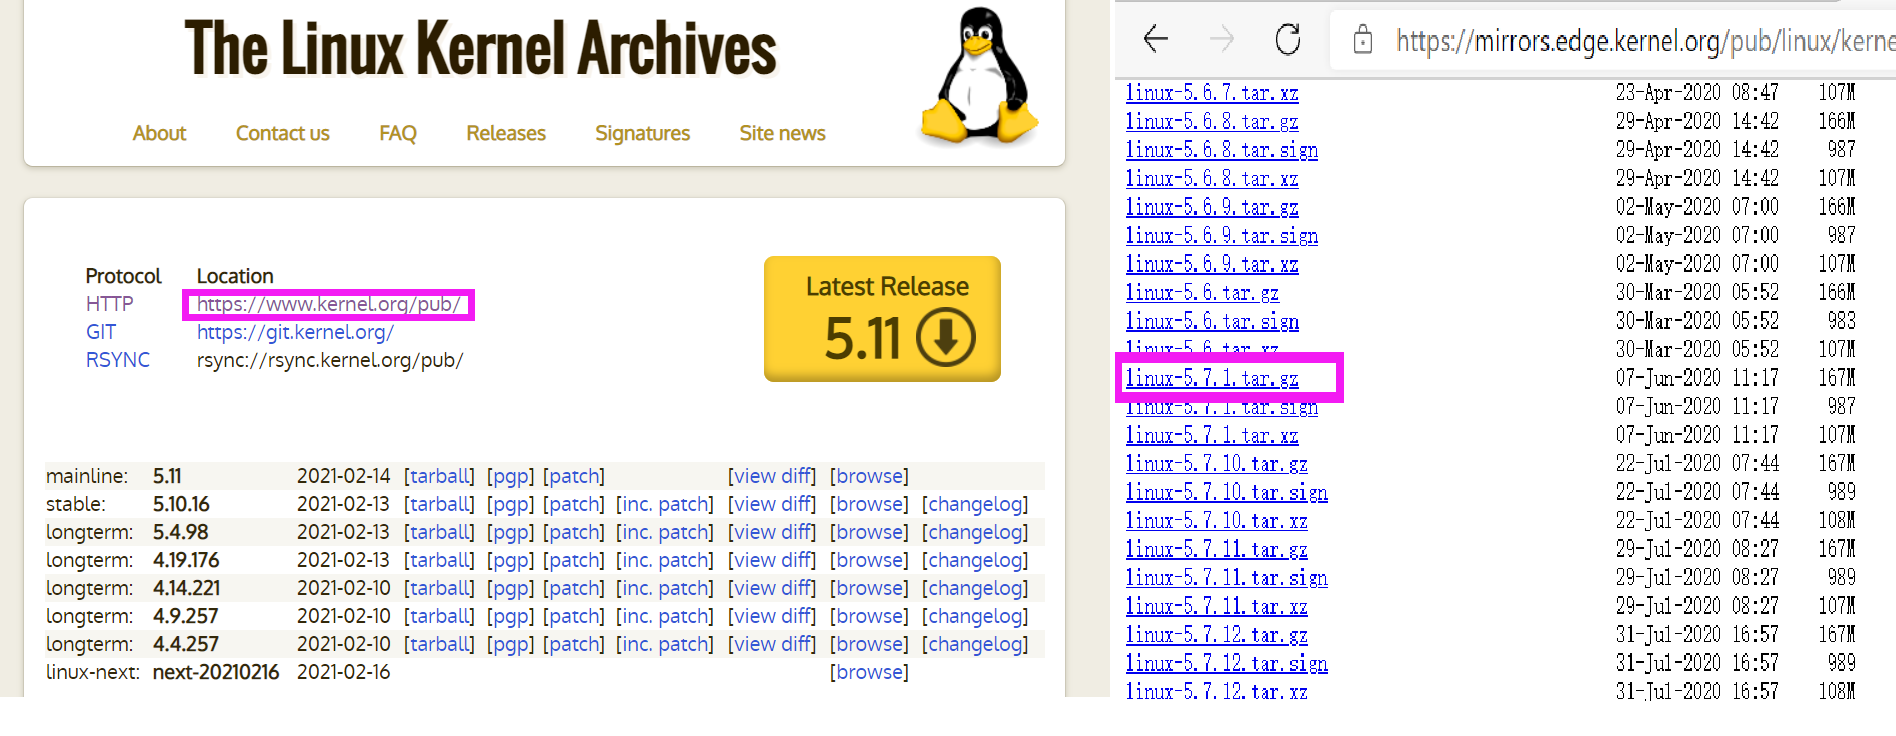 The Linux Kernel Archives
About Contact us FAQ Releases Signatures Site news
Protocol Location
HTTP https://www.kernel.org/pub/
GIT https://git.kernel.org/
RSYNC rsync://rsync.kernel.org/pub/
Latest Release
5.11
mainline: 5.11 2021-02-14 [tarball] [pgp] [patch] [view diff] [browse]
stable: 5.10.16 2021-02-13 [tarball] [pgp] [patch] [inc. patch] [view diff] [browse] [changelog]
longterm: 5.4.98 2021-02-13 [tarball] [pgp] [patch] [inc. patch] [view diff] [browse] [changelog]
longterm: 4.19.176 2021-02-13 [tarball] [pgp] [patch] [inc. patch] [view diff] [browse] [changelog]
longterm: 4.14.221 2021-02-10 [tarball] [pgp] [patch] [inc. patch] [view diff] [browse] [changelog]
longterm: 4.9.257 2021-02-10 [tarball] [pgp] [patch] [inc. patch] [view diff] [browse] [changelog]
longterm: 4.4.257 2021-02-10 [tarball] [pgp] [patch] [inc. patch] [view diff] [browse] [changelog]
linux-next: next-20210216 2021-02-16 [browse]
https://mirrors.edge.kernel.org/pub/linux/kerne
linux-5.6.7.tar.xz 23-Apr-2020 08:47 107M
linux-5.6.8.tar.gz 29-Apr-2020 14:42 166M
linux-5.6.8.tar.sign 29-Apr-2020 14:42 987
linux-5.6.8.tar.xz 29-Apr-2020 14:42 107M
linux-5.6.9.tar.gz 02-May-2020 07:00 166M
linux-5.6.9.tar.sign 02-May-2020 07:00 987
linux-5.6.9.tar.xz 02-May-2020 07:00 107M
linux-5.6.tar.gz 30-Mar-2020 05:52 166M
linux-5.6.tar.sign 30-Mar-2020 05:52 983
linux-5.6.tar.xz 30-Mar-2020 05:52 107M
linux-5.7.1.tar.gz 07-Jun-2020 11:17 167M
linux-5.7.1.tar.sign 07-Jun-2020 11:17 987
linux-5.7.1.tar.xz 07-Jun-2020 11:17 107M
linux-5.7.10.tar.gz 22-Jul-2020 07:44 167M
linux-5.7.10.tar.sign 22-Jul-2020 07:44 989
linux-5.7.10.tar.xz 22-Jul-2020 07:44 108M
linux-5.7.11.tar.gz 29-Jul-2020 08:27 167M
linux-5.7.11.tar.sign 29-Jul-2020 08:27 989
linux-5.7.11.tar.xz 29-Jul-2020 08:27 107M
linux-5.7.12.tar.gz 31-Jul-2020 16:57 167M
linux-5.7.12.tar.sign 31-Jul-2020 16:57 989
linux-5.7.12.tar.xz 31-Jul-2020 16:57 108M